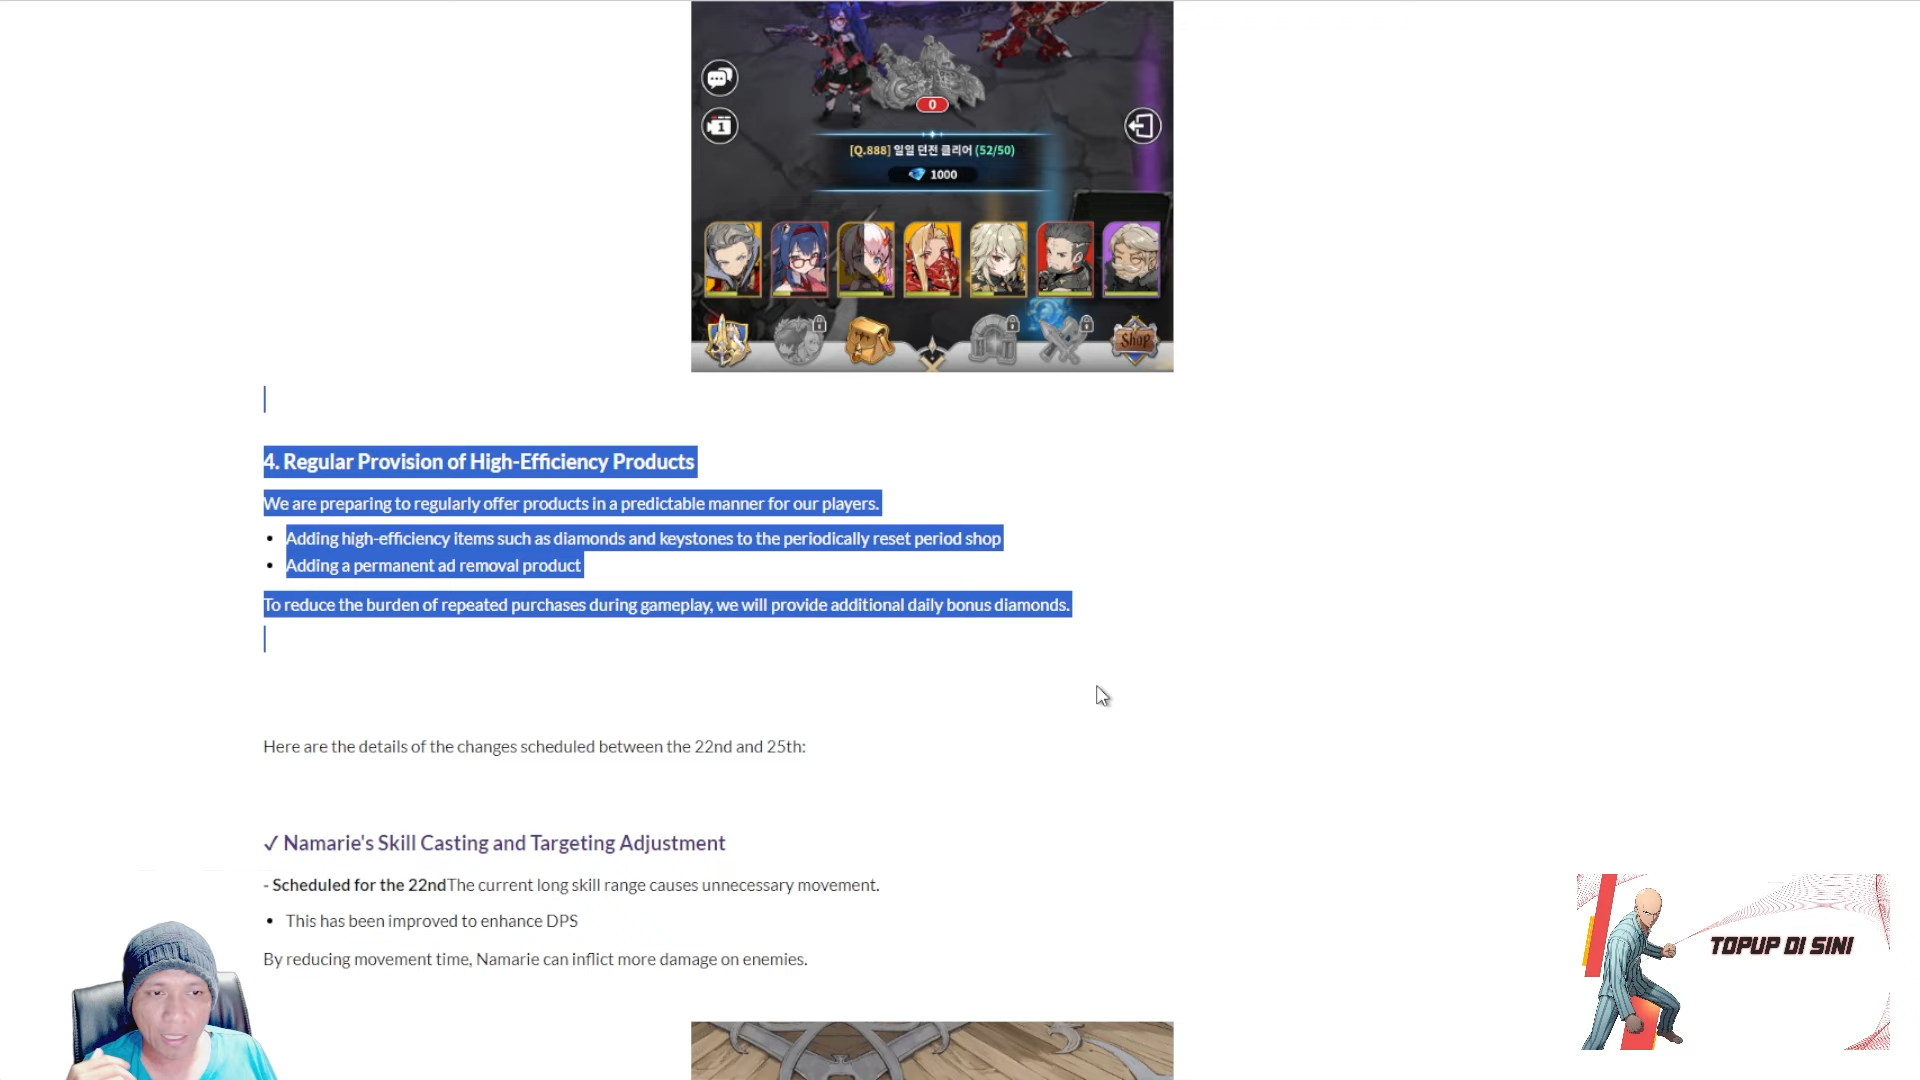 0
1
[Q.888] 일일 던전 클리어 (52/50)
1000
Shop
4. Regular Provision of High-Efficiency Products
We are preparing to regularly offer products in a predictable manner for our players.
• Adding high-efficiency items such as diamonds and keystones to the periodically reset period shop
• Adding a permanent ad removal product
To reduce the burden of repeated purchases during gameplay, we will provide additional daily bonus diamonds.
Here are the details of the changes scheduled between the 22nd and 25th:
✓ Namarie's Skill Casting and Targeting Adjustment
- Scheduled for the 22ndThe current long skill range causes unnecessary movement.
• This has been improved to enhance DPS
By reducing movement time, Namarie can inflict more damage on enemies.
TOPUP DI SINI